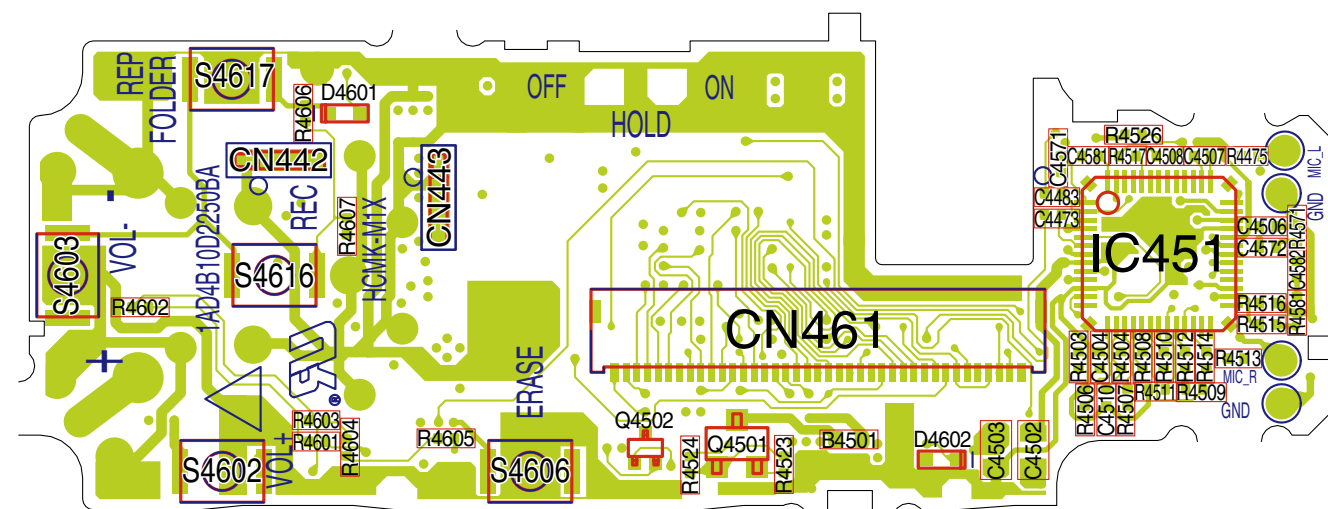 REP
FOLDER
S4617
R4606
D4601
OFF
ON
HOLD
CN442
CN443
1AD4B10D2250BA
REC
R4607
HCMK-M1X
-
VOL-
S4603
S4616
R4602
+
R4603
R4601
R4604
VOL+
S4602
®
R4605
ERASE
S4606
CN461
Q4502
R4524
Q4501
R4523
B4501
D4602
C4503
C4502
C4571
R4526
C4581
R4517
C4508
C4507
R4475
MIC_L
C4483
C4473
GND
IC451
C4506
C4572
R4571
C4582
R4516
R4515
R4581
R4503
C4504
R4504
R4508
R4510
R4512
R4514
R4513
MIC_R
R4506
C4510
R4507
R4511
R4509
GND